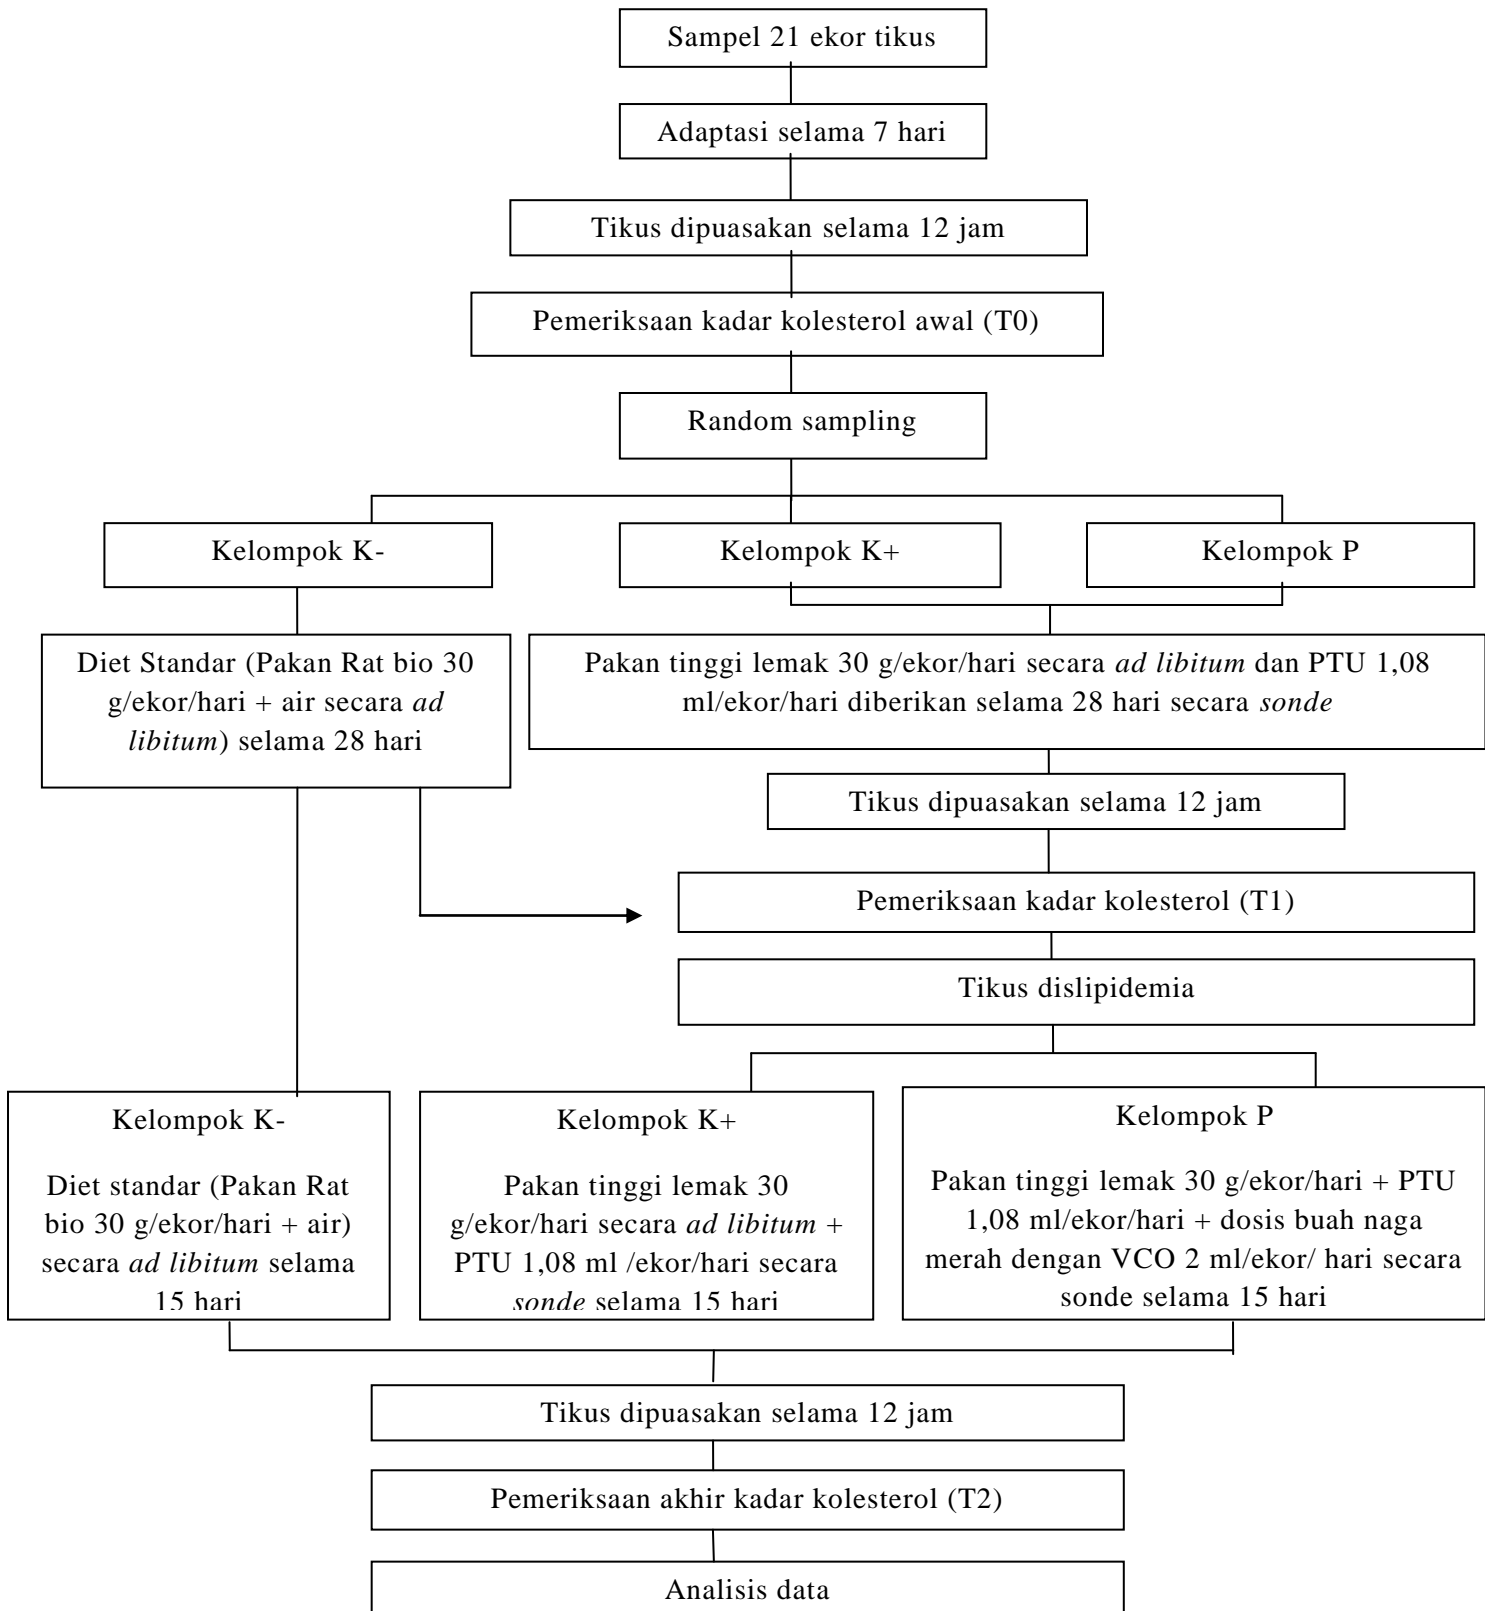 Sampel 21 ekor tikus
Adaptasi selama 7 hari
Tikus dipuasakan selama 12 jam
Pemeriksaan kadar kolesterol awal (T0)
Random sampling
Kelompok K-
Kelompok K+
Kelompok P
Diet Standar (Pakan Rat bio 30
g/ekor/hari + air secara ad
libitum) selama 28 hari
Pakan tinggi lemak 30 g/ekor/hari secara ad libitum dan PTU 1,08
ml/ekor/hari diberikan selama 28 hari secara sonde
Tikus dipuasakan selama 12 jam
Pemeriksaan kadar kolesterol (T1)
Tikus dislipidemia
Kelompok K-
Diet standar (Pakan Rat
bio 30 g/ekor/hari + air)
secara ad libitum selama
15 hari
Kelompok K+
Pakan tinggi lemak 30
g/ekor/hari secara ad libitum +
PTU 1,08 ml /ekor/hari secara
sonde selama 15 hari
Kelompok P
Pakan tinggi lemak 30 g/ekor/hari + PTU
1,08 ml/ekor/hari + dosis buah naga
merah dengan VCO 2 ml/ekor/ hari secara
sonde selama 15 hari
Tikus dipuasakan selama 12 jam
Pemeriksaan akhir kadar kolesterol (T2)
Analisis data